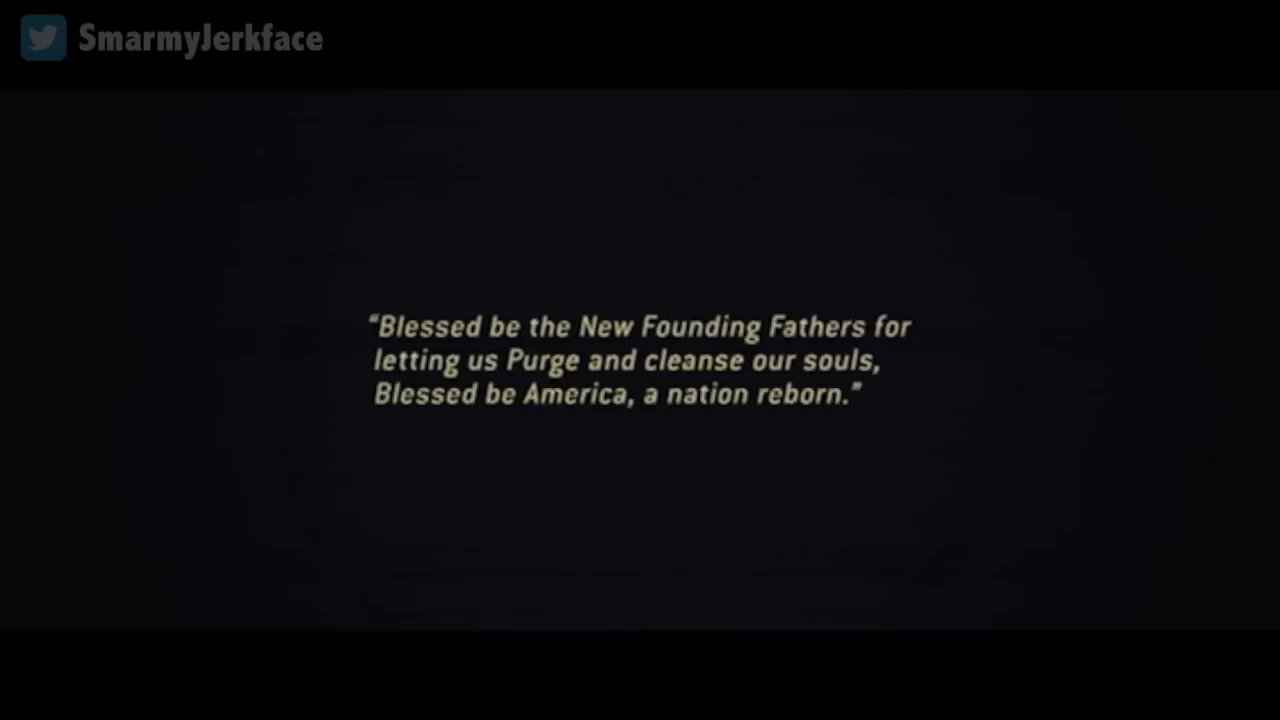 SmarmyJerkface
“Blessed be the New Founding Fathers for
letting us Purge and cleanse our souls,
Blessed be America, a nation reborn.”